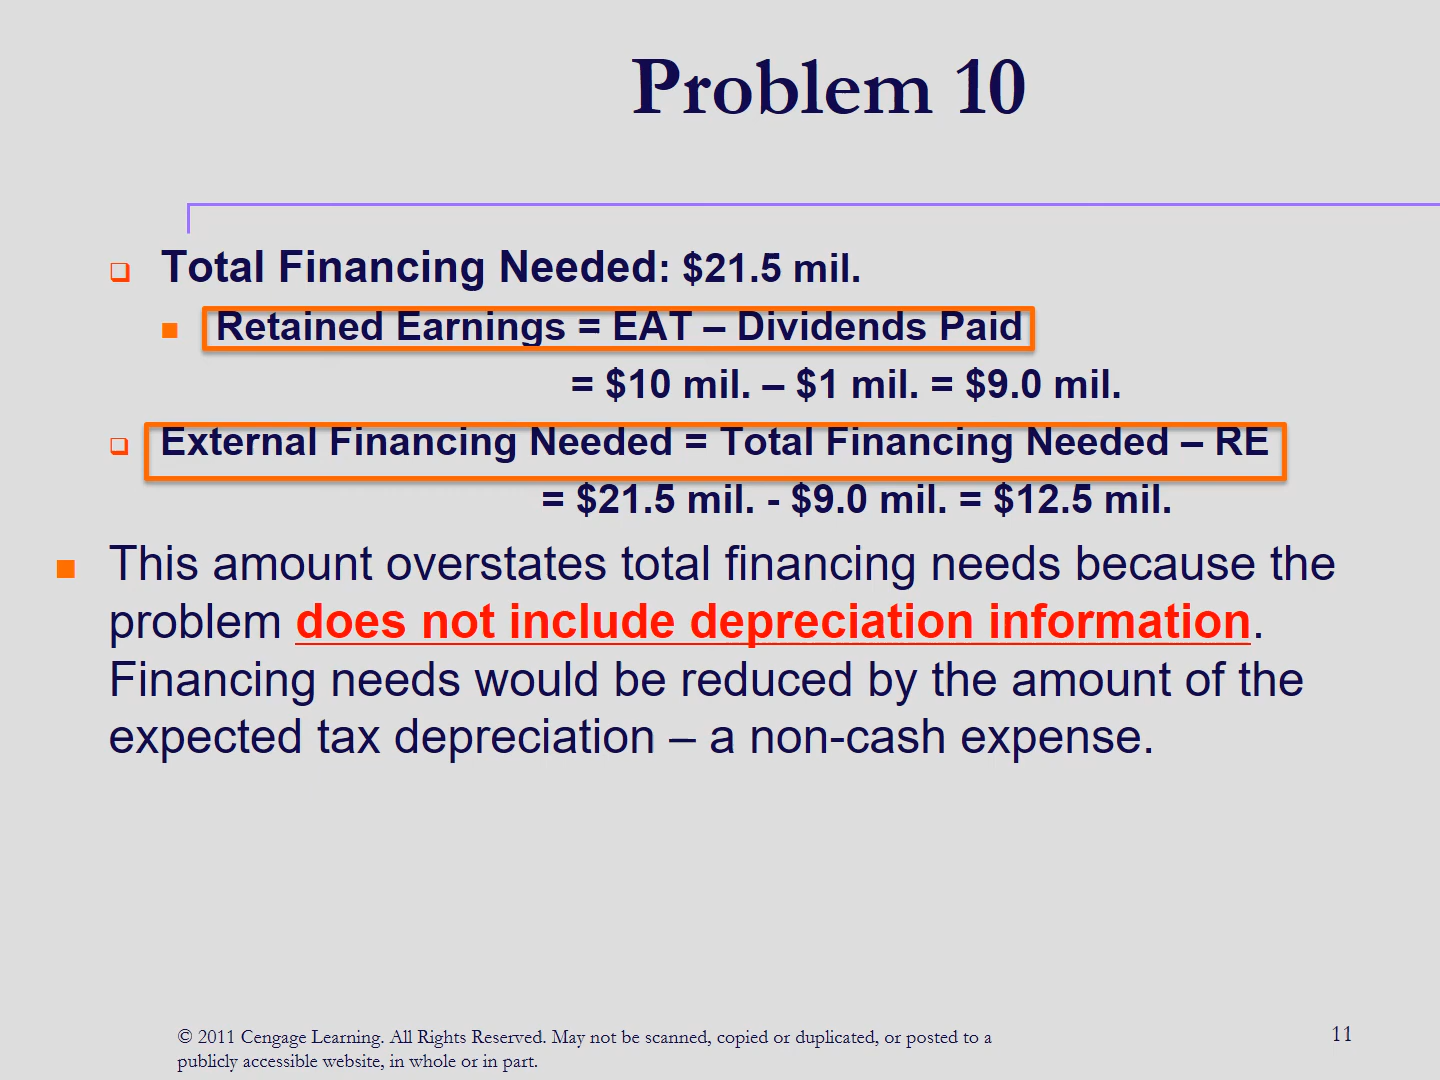 Problem 10
Total Financing Needed: $21.5 mil.
Retained Earnings = EAT – Dividends Paid
= $10 mil. – $1 mil. = $9.0 mil.
External Financing Needed = Total Financing Needed – RE
= $21.5 mil. - $9.0 mil. = $12.5 mil.
This amount overstates total financing needs because the
problem does not include depreciation information.
Financing needs would be reduced by the amount of the
expected tax depreciation – a non-cash expense.
© 2011 Cengage Learning. All Rights Reserved. May not be scanned, copied or duplicated, or posted to a
publicly accessible website, in whole or in part.
11